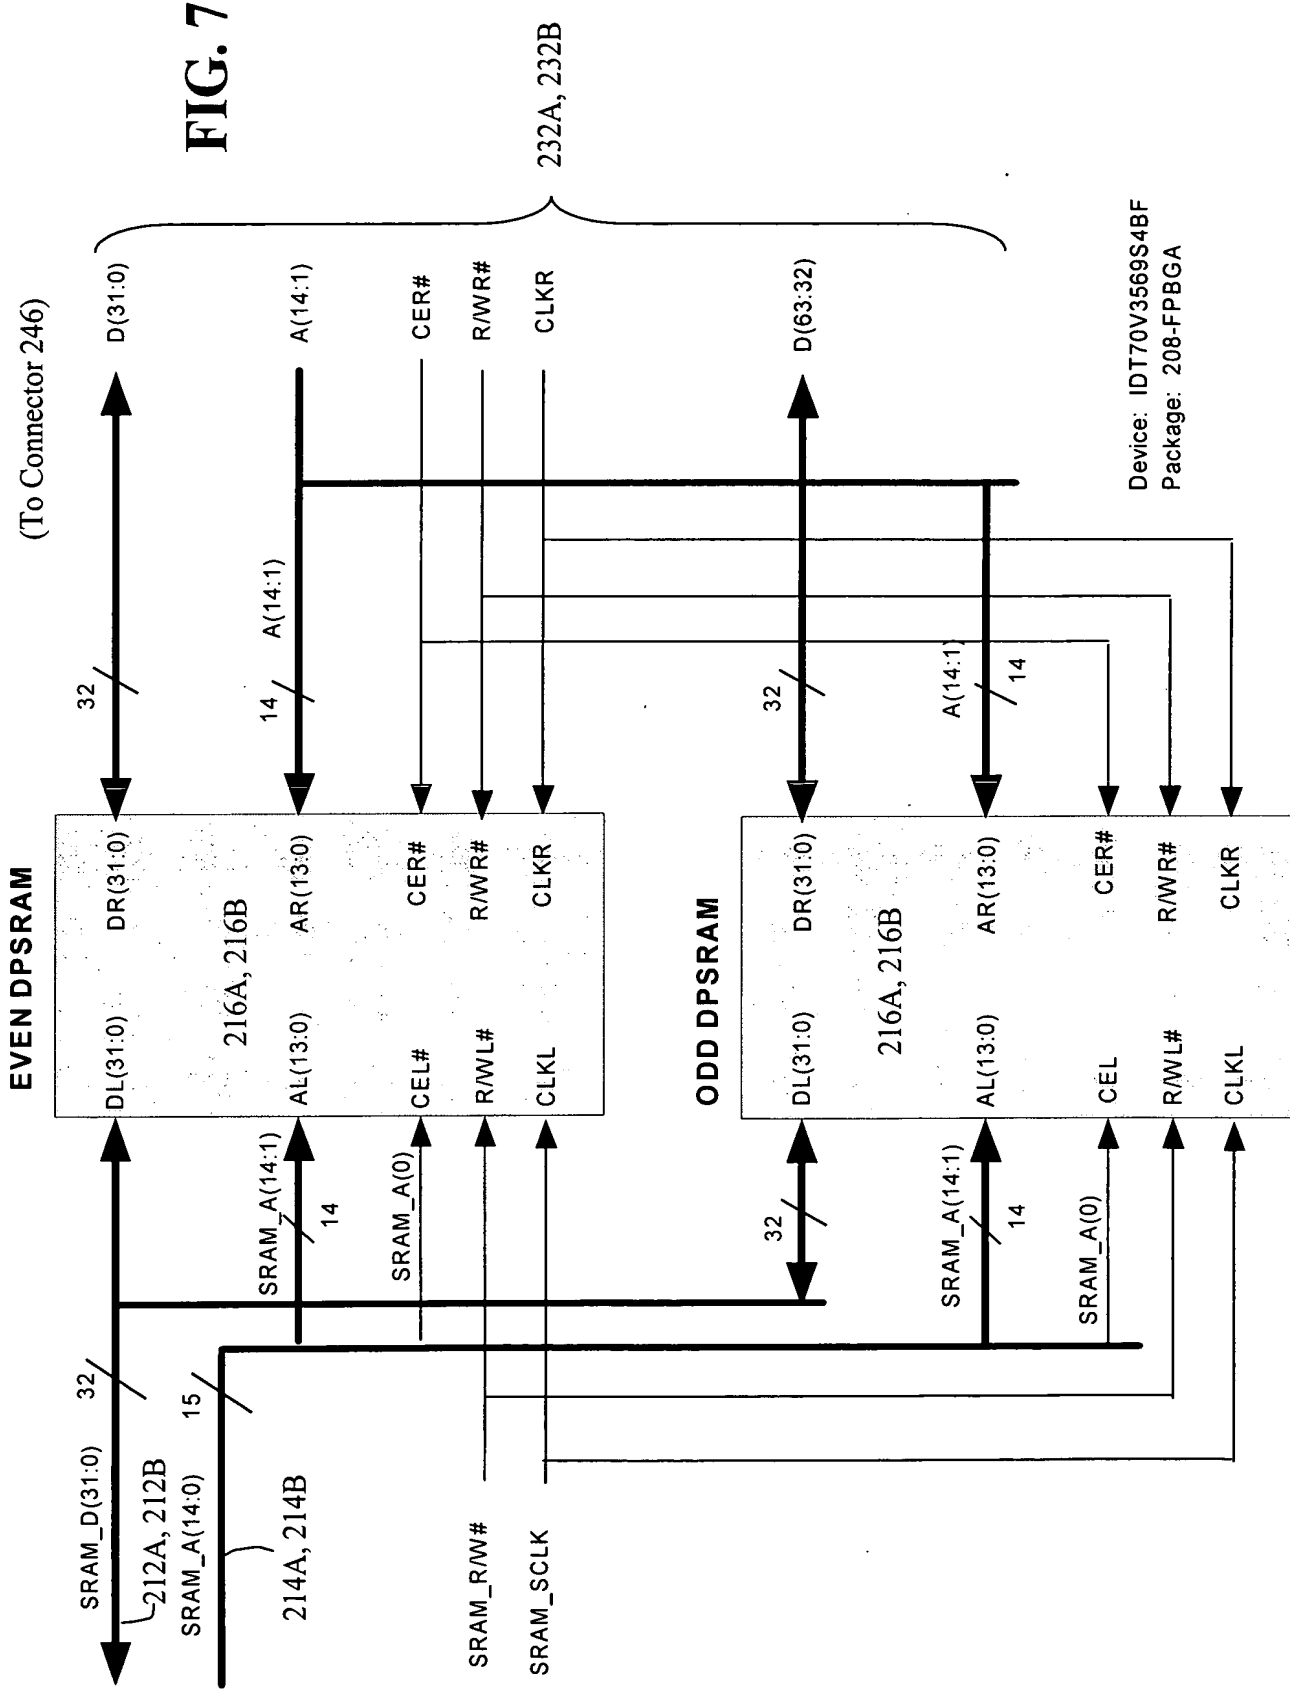 FIG. 7
(To Connector 246)
232A, 232B
D(31:0)
A(14:1)
CER#
R/WR#
CLKR
D(63:32)
32
A(14:1)
14
32
A(14:1)
14
Device: IDT70V3569S4BF
Package: 208-FPBGA
EVEN DPSRAM
DL(31:0)
DR(31:0)
216A, 216B
AL(13:0)
AR(13:0)
CEL#
CER#
R/WL#
R/WR#
CLKL
CLKR
ODD DPSRAM
DL(31:0)
DR(31:0)
216A, 216B
AL(13:0)
AR(13:0)
CEL
CER#
R/WL#
R/WR#
CLKL
CLKR
SRAM_A(14:1)
14
SRAM_A(0)
32
SRAM_A(14:1)
14
SRAM_A(0)
SRAM_D(31:0)
32
212A, 212B
SRAM_A(14:0)
15
214A, 214B
SRAM_R/W#
SRAM_SCLK